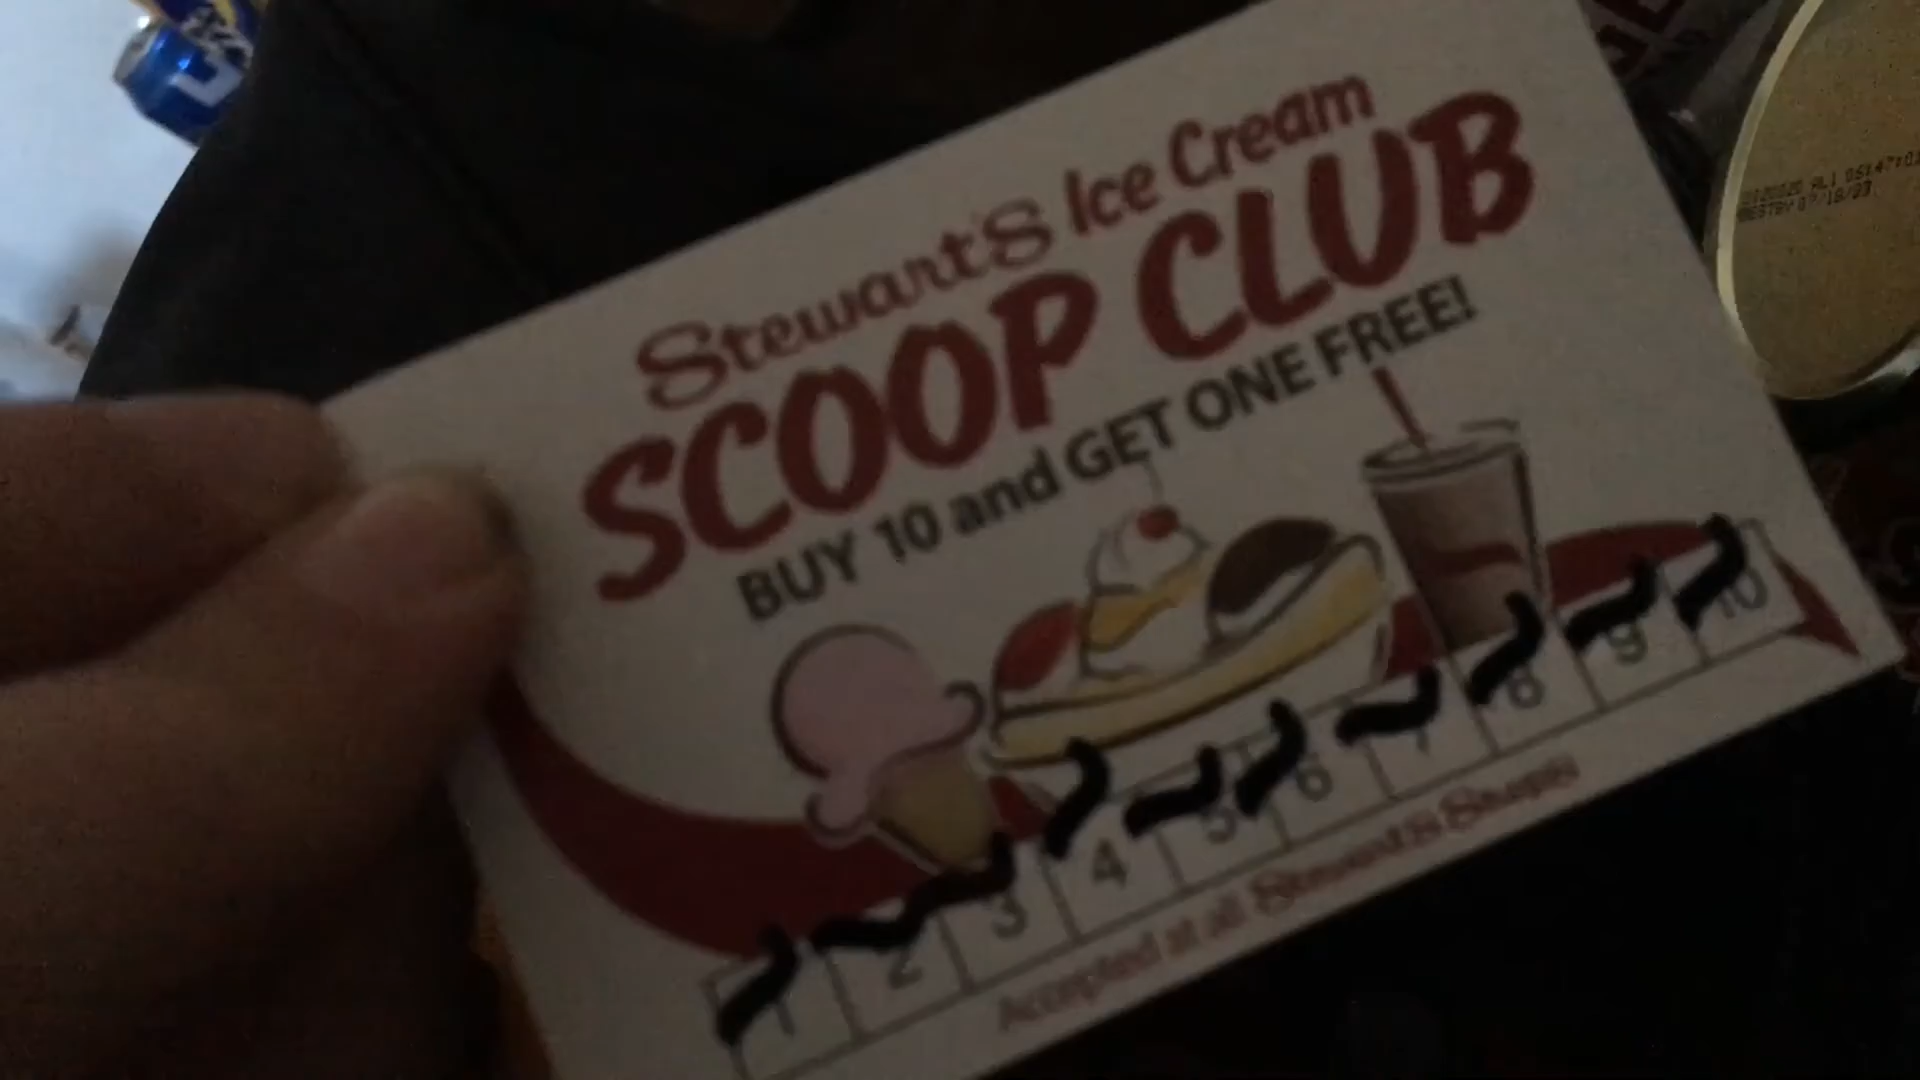 Stewart's Ice Cream
SCOOP CLUB
BUY 10 and GET ONE FREE!
1 2 3 4 5 6 7 8 9 10
Accepted at all Stewart's Shops!